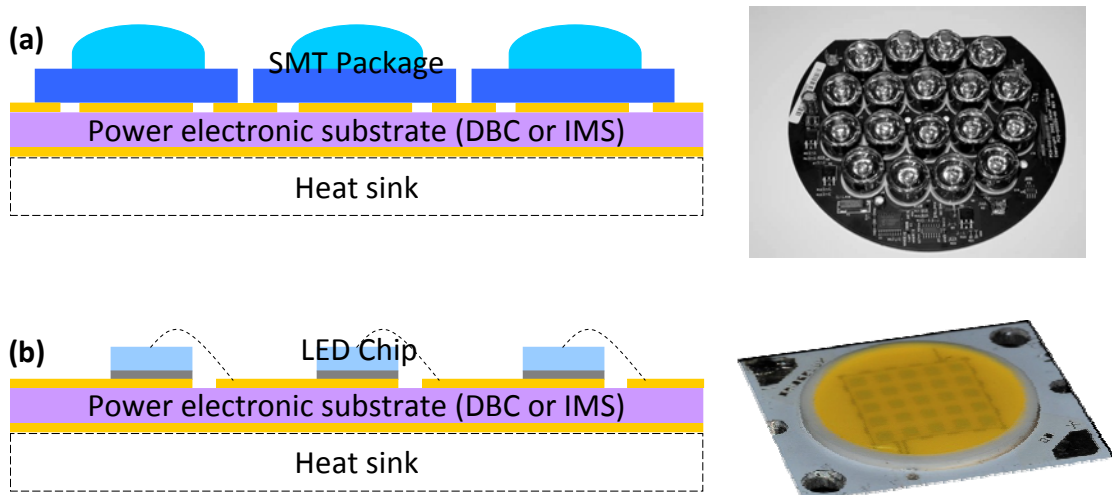 (a)
SMT Package
Power electronic substrate (DBC or IMS)
Heat sink
(b)
LED Chip
Power electronic substrate (DBC or IMS)
Heat sink